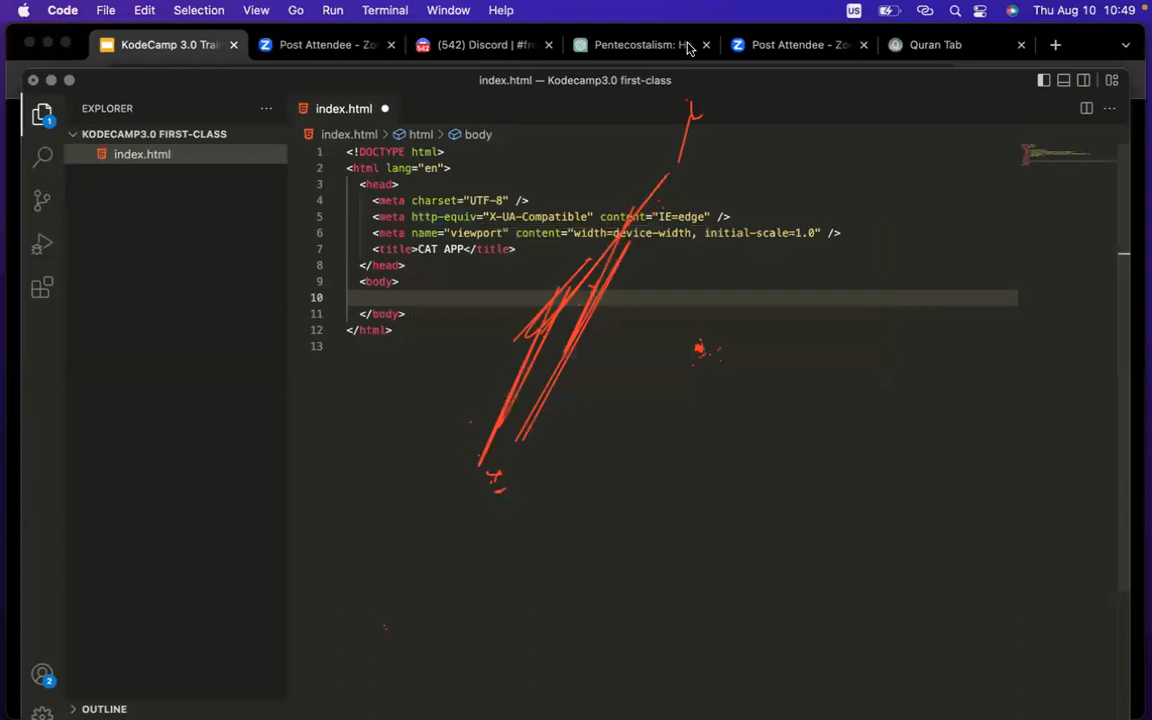 Code File Edit Selection View Go Run Terminal Window Help US Thu Aug 10 10:49
KodeCamp 3.0 Trai Post Attendee - Zo (542) Discord | #fr Pentecostalism: H Post Attendee - Zo Quran Tab
index.html — Kodecamp3.0 first-class
EXPLORER
index.html
1
KODECAMP3.0 FIRST-CLASS
index.html > html > body
index.html
1 <!DOCTYPE html>
2 <html lang="en">
3 <head>
4 <meta charset="UTF-8" />
5 <meta http-equiv="X-UA-Compatible" content="IE=edge" />
6 <meta name="viewport" content="width=device-width, initial-scale=1.0" />
7 <title>CAT APP</title>
8 </head>
9 <body>
10
11 </body>
12 </html>
13
2
OUTLINE